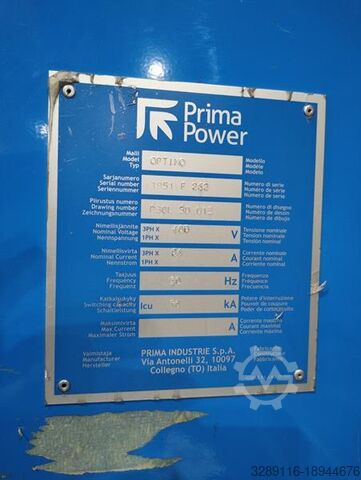 Prima
Power
Malli
Model
Typ
OPTIMO
Modello
Modèle
Modelo
Sarjanumero
Serial number
Seriennummer
Numero di serie
Numéro de série
Número de serie
Piirustus numero
Drawing number
Zeichnungsnummer
Numero di disegno
Numéro de dessin
Número de dibujo
Nimellisjännite
Nominal Voltage
Nennspannung
3PH X
1PH X
V
Tensione nominale
Tension nominale
Tensión nominal
Nimellisvirta
Nominal Current
Nennstrom
3PH X
1PH X
A
Corrente nominale
Courant nominal
Corriente nominal
Taajuus
Frequency
Frequenz
Hz
Frequenza
Fréquence
Frecuencia
Katkaisukyky
Switching capacity
Schaltleistung
Icu
kA
Potere d'interruzione
Pouvoir de coupure
Poder de cortocircuito
Maksimivirta
Max Current
Maximaler Strom
A
Corrente massima
Courant maximal
Corriente máxima
Valmistaja
Manufacturer
Hersteller
PRIMA INDUSTRIE S.p.A.
Via Antonelli 32, 10097
Collegno (TO) Italia
Fabricante
3289116-18944676